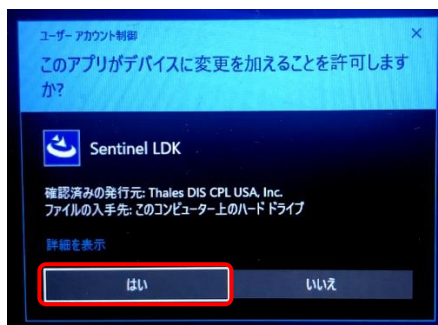 ユーザー アカウント制御
このアプリがデバイスに変更を加えることを許可します
か?
Sentinel LDK
確認済みの発行元: Thales DIS CPL USA, Inc.
ファイルの入手先: このコンピューター上のハード ドライブ
詳細を表示
はい
いいえ